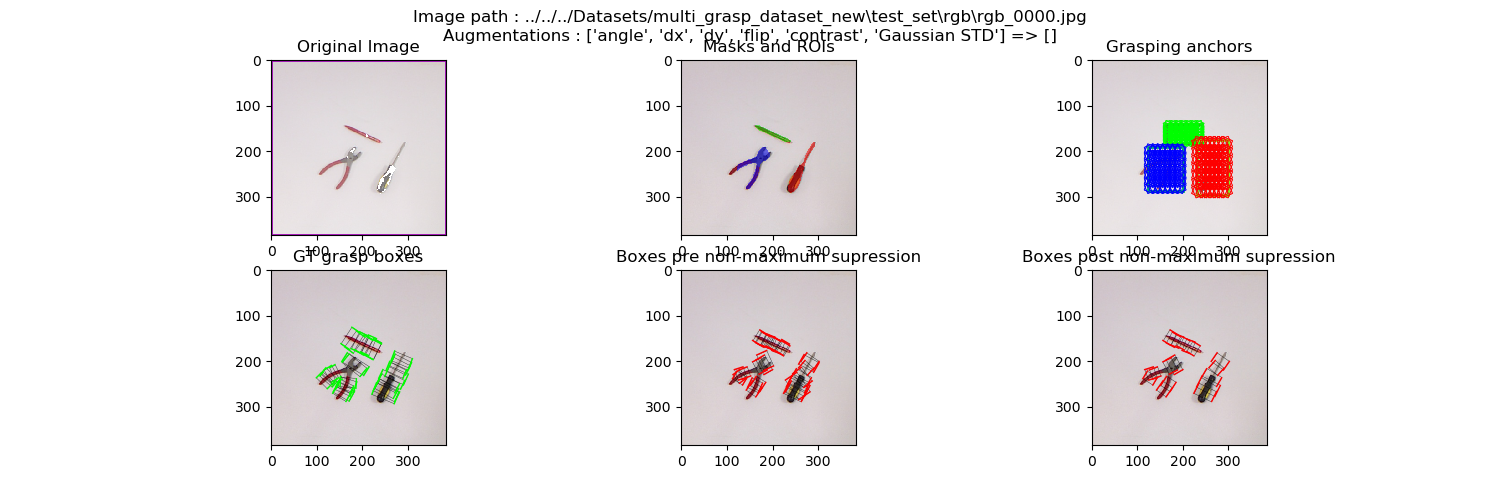 Image path : ../../../Datasets/multi_grasp_dataset_new\test_set\rgb\rgb_0000.jpg
Augmentations : ['angle', 'dx', 'dy', 'flip', 'contrast', 'Gaussian STD'] => []
Original Image
Masks and ROIs
Grasping anchors
0
100
200
300
0 100 200 300
0
100
200
300
0 100 200 300
0
100
200
300
0 100 200 300
GT grasp boxes
Boxes pre non-maximum supression
Boxes post non-maximum supression
0
100
200
300
0 100 200 300
0
100
200
300
0 100 200 300
0
100
200
300
0 100 200 300